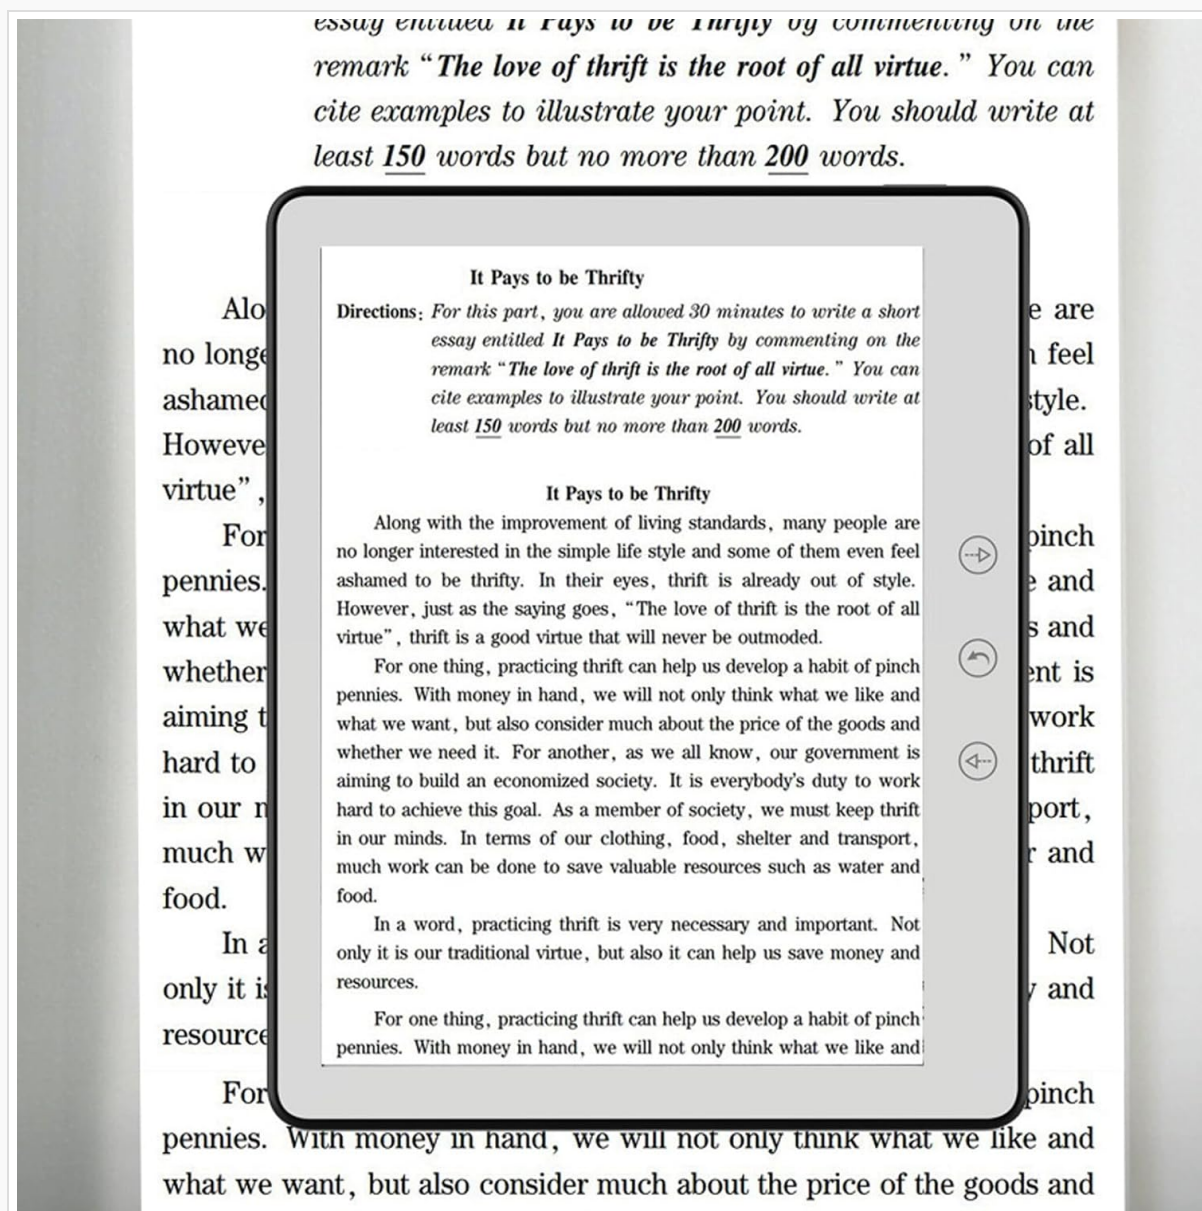 essay entitled It Pays to be Thrifty by commenting on the
remark “The love of thrift is the root of all virtue.” You can
cite examples to illustrate your point. You should write at
least 150 words but no more than 200 words.
It Pays to be Thrifty
Directions: For this part, you are allowed 30 minutes to write a short
essay entitled It Pays to be Thrifty by commenting on the
remark “The love of thrift is the root of all virtue.” You can
cite examples to illustrate your point. You should write at
least 150 words but no more than 200 words.
It Pays to be Thrifty
Along with the improvement of living standards, many people are
no longer interested in the simple life style and some of them even feel
ashamed to be thrifty. In their eyes, thrift is already out of style.
However, just as the saying goes, “The love of thrift is the root of all
virtue”, thrift is a good virtue that will never be outmoded.
For one thing, practicing thrift can help us develop a habit of pinch
pennies. With money in hand, we will not only think what we like and
what we want, but also consider much about the price of the goods and
whether we need it. For another, as we all know, our government is
aiming to build an economized society. It is everybody's duty to work
hard to achieve this goal. As a member of society, we must keep thrift
in our minds. In terms of our clothing, food, shelter and transport,
much work can be done to save valuable resources such as water and
food.
In a word, practicing thrift is very necessary and important. Not
only it is our traditional virtue, but also it can help us save money and
resources.
For one thing, practicing thrift can help us develop a habit of pinch
pennies. With money in hand, we will not only think what we like and
Alo
e are
no longe
feel
ashamed
style.
Howeve
of all
virtue”,
For
pinch
pennies.
e and
what we
s and
whether
ent is
aiming t
work
hard to
thrift
in our m
port,
much w
r and
food.
In a
Not
only it is
y and
resource
For
pinch
pennies. With money in hand, we will not only think what we like and
what we want, but also consider much about the price of the goods and